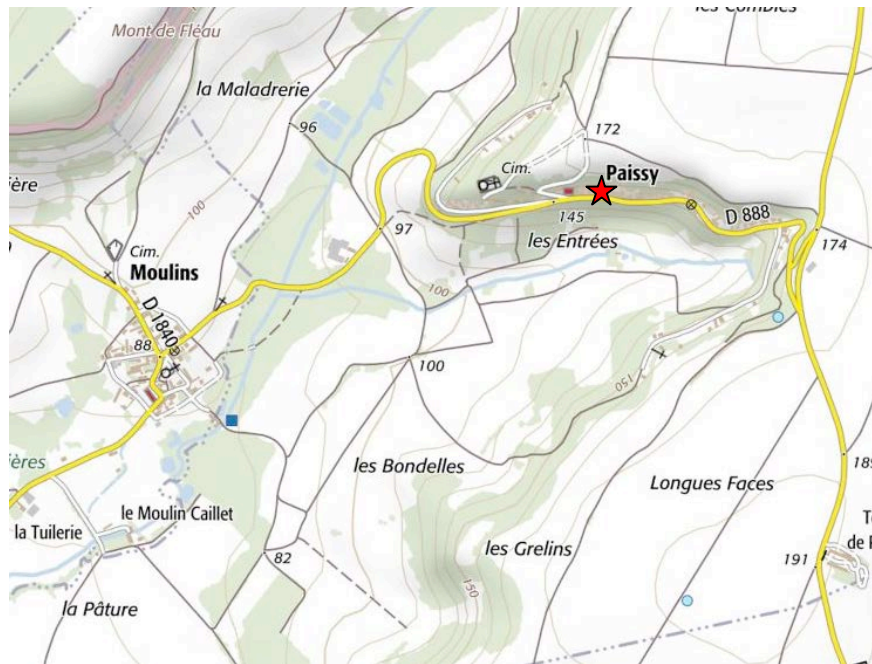 les Combles
Mont de Fléau
la Maladrerie
96
172
Cim.
Paissy
145
D 888
97
les Entrées
174
Cim.
Moulins
100
100
D 1840
88
100
150
les Bondelles
Longues Faces
189
la Tuilerie
le Moulin Caillet
les Grelins
191
82
150
la Pâture